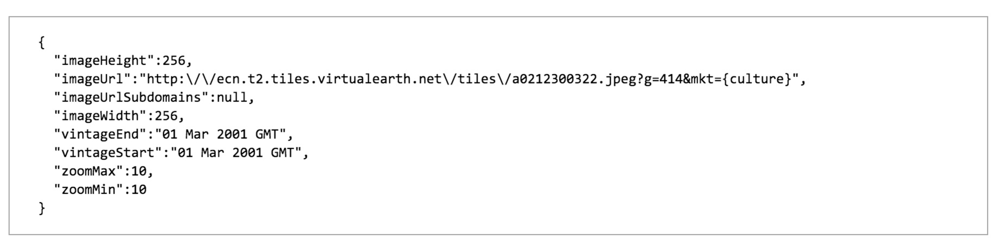 {
"imageHeight":256,
"imageUrl":"http:\/\/ecn.t2.tiles.virtualearth.net\/tiles\/a0212300322.jpeg?g=414&mkt={culture}",
"imageUrlSubdomains":null,
"imageWidth":256,
"vintageEnd":"01 Mar 2001 GMT",
"vintageStart":"01 Mar 2001 GMT",
"zoomMax":10,
"zoomMin":10
}